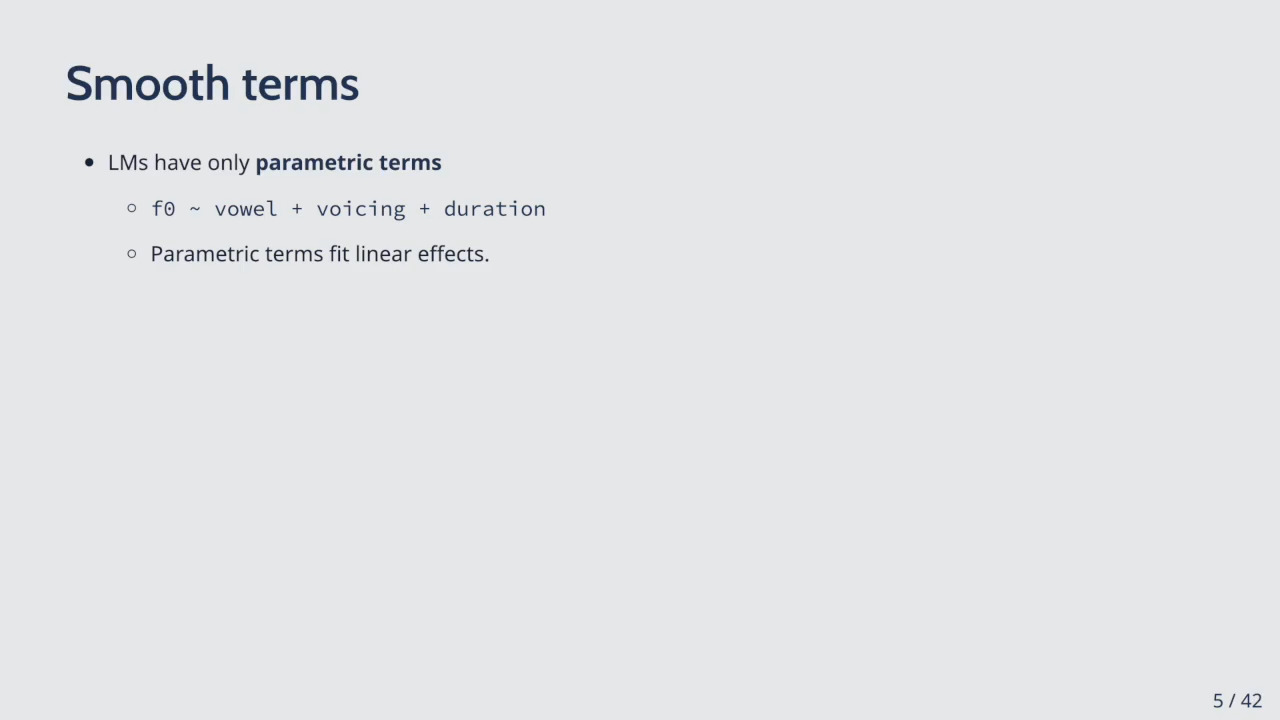 Smooth terms
LMs have only parametric terms
f0 ~ vowel + voicing + duration
Parametric terms fit linear effects.
5 / 42